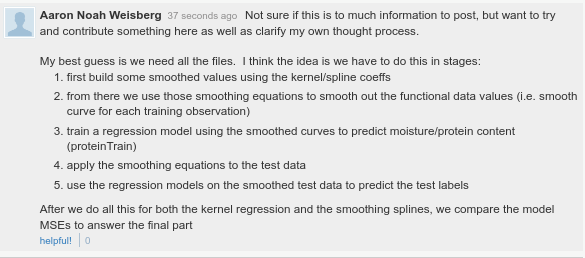 Aaron Noah Weisberg 37 seconds ago Not sure if this is to much information to post, but want to try
and contribute something here as well as clarify my own thought process.
My best guess is we need all the files. I think the idea is we have to do this in stages:
1. first build some smoothed values using the kernel/spline coeffs
2. from there we use those smoothing equations to smooth out the functional data values (i.e. smooth
curve for each training observation)
3. train a regression model using the smoothed curves to predict moisture/protein content
(proteinTrain)
4. apply the smoothing equations to the test data
5. use the regression models on the smoothed test data to predict the test labels
After we do all this for both the kernel regression and the smoothing splines, we compare the model
MSEs to answer the final part
helpful! 0